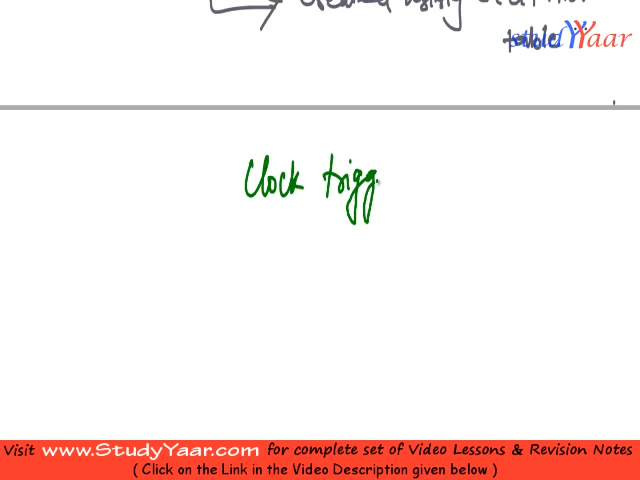 table
studYYaar
Clock trigg
Visit www.StudyYaar.com for complete set of Video Lessons & Revision Notes
( Click on the Link in the Video Description given below )